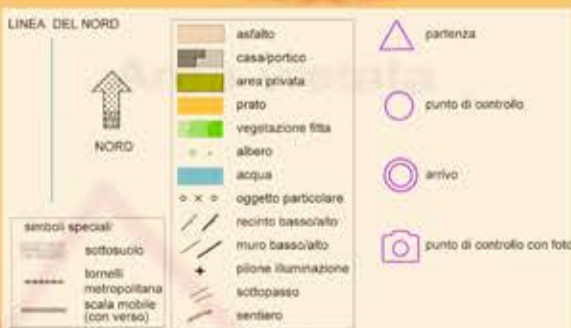 LINEA DEL NORD
NORD
simboli speciali:
sottosuolo
tornelli
metropolitana
scala mobile
(con verso)
asfalto
casa/portico
area privata
prato
vegetazione fitta
albero
acqua
oggetto particolare
recinto basso/alto
muro basso/alto
pilone illuminazione
sottopasso
sentiero
partenza
punto di controllo
arrivo
punto di controllo con foto